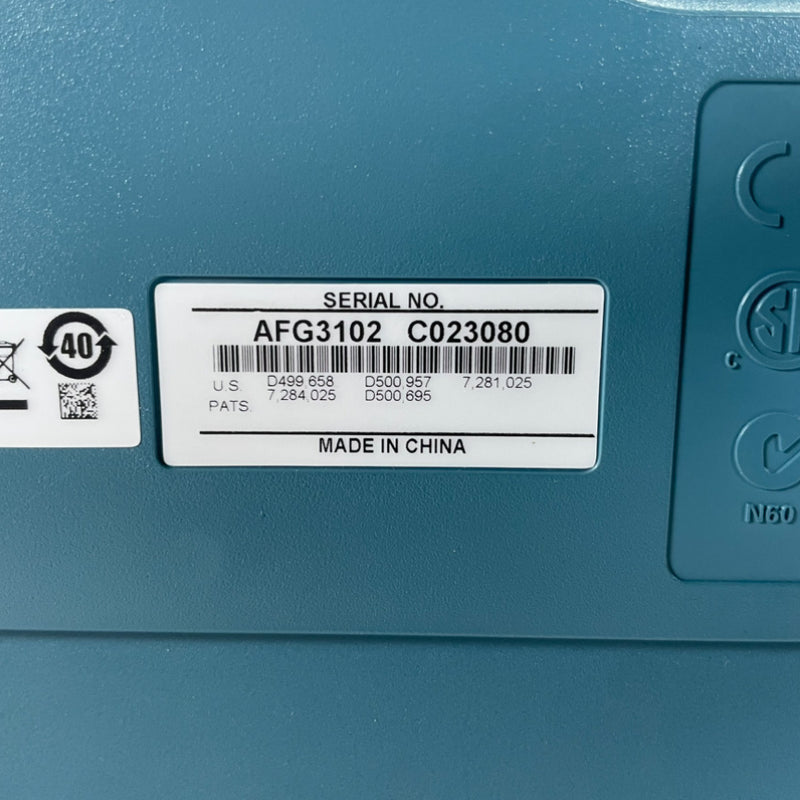 SERIAL NO.
AFG3102 C023080
U.S. D499,658 D500,957 7,281,025
PATS. 7,284,025 D500,695
MADE IN CHINA
40
C
c
N60